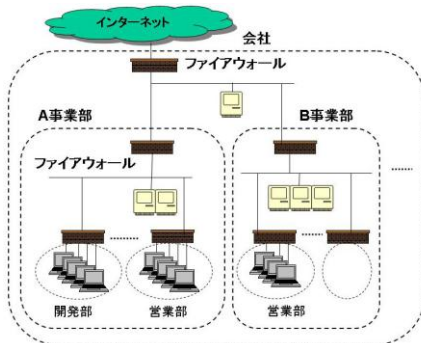 インターネット
会社
ファイアウォール
A事業部
B事業部
ファイアウォール
開発部
営業部
営業部